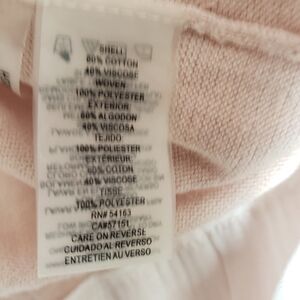 SHELL
60% COTTON
40% VISCOSE
WOVEN
100% POLYESTER
EXTERIOR
60% ALGODON
40% VISCOSA
TEJIDO
100% POLIESTER
EXTÉRIEUR
60% COTON
40% VISCOSE
TISSE
100% POLYESTER
RN# 54163
CA#57151
CARE ON REVERSE
CUIDADO AL REVERSO
ENTRETIEN AU VERSO